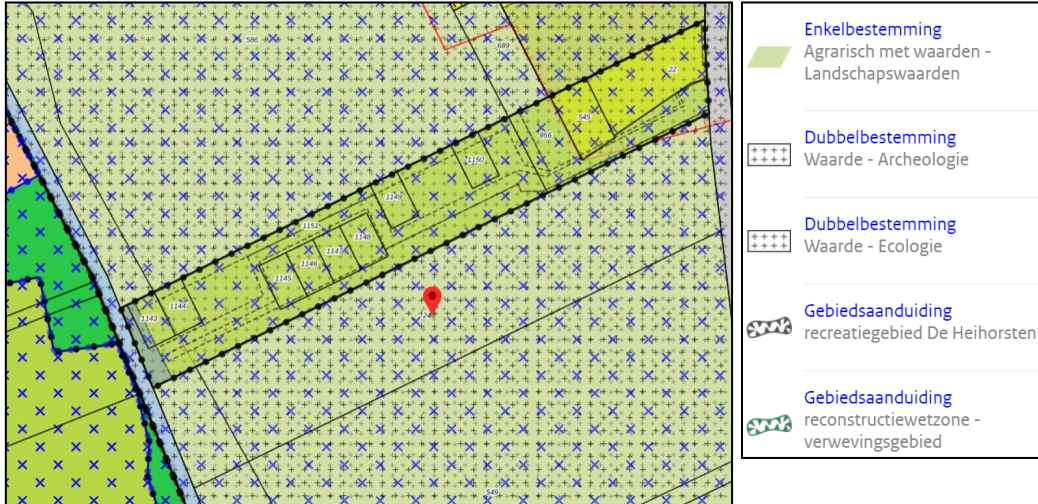 586
689
22
545
856
1150
1149
1151
1148
1147
1146
1145
1144
1143
549
Enkelbestemming
Agrarisch met waarden -
Landschapswaarden
Dubbelbestemming
Waarde - Archeologie
Dubbelbestemming
Waarde - Ecologie
Gebiedsaanduiding
recreatiegebied De Heihorsten
Gebiedsaanduiding
reconstructiewetzone -
verwevingsgebied